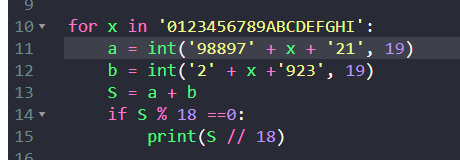 9
10 for x in '0123456789ABCDEFGHI':
11     a = int('98897' + x + '21', 19)
12     b = int('2' + x +'923', 19)
13     S = a + b
14     if S % 18 ==0:
15         print(S // 18)
16